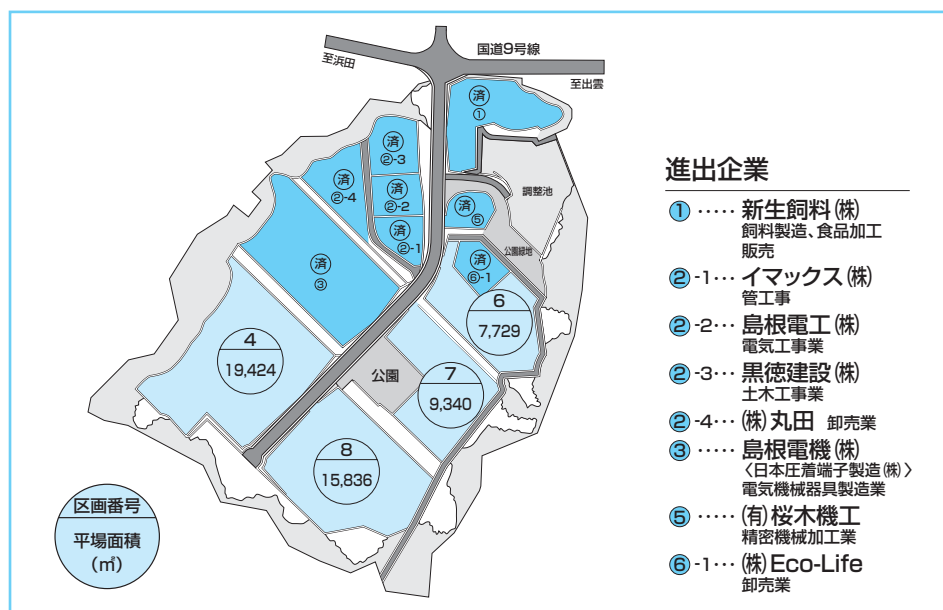 国道9号線
至浜田
至出雲
済
①
済
②-3
済
②-4
済
②-2
済
②-1
済
⑤
調整池
公園緑地
済
⑥-1
済
③
6
7,729
4
19,424
公園
7
9,340
8
15,836
区画番号
平場面積
(㎡)
進出企業
① ····· 新生飼料(株)
飼料製造、食品加工
販売
②-1··· イマックス(株)
管工事
②-2··· 島根電工(株)
電気工事業
②-3··· 黒徳建設(株)
土木工事業
②-4··· (株)丸田 卸売業
③ ····· 島根電機(株)
〈日本圧着端子製造(株)〉
電気機械器具製造業
⑤ ····· (有)桜木機工
精密機械加工業
⑥-1··· (株)Eco-Life
卸売業